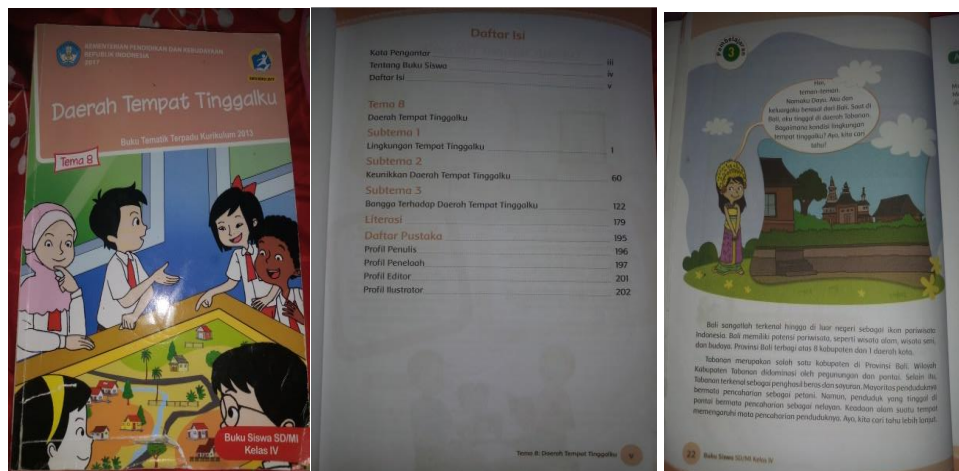 KEMENTERIAN PENDIDIKAN DAN KEBUDAYAAN
REPUBLIK INDONESIA
2017
Daerah Tempat Tinggalku
Buku Tematik Terpadu Kurikulum 2013
Tema 8
Buku Siswa SD/MI
Kelas IV
Daftar Isi
Kata Pengantar iii
Tentang Buku Siswa iv
Daftar Isi v
Tema 8
Daerah Tempat Tinggalku
Subtema 1
Lingkungan Tempat Tinggalku 1
Subtema 2
Keunikkan Daerah Tempat Tinggalku 60
Subtema 3
Bangga Terhadap Daerah Tempat Tinggalku 122
Literasi 179
Daftar Pustaka 195
Profil Penulis 196
Profil Penelaah 197
Profil Editor 201
Profil Ilustrator 202
Tema 8: Daerah Tempat Tinggalku v
Pembelajaran
3
teman-teman.
Namaku Dayu. Aku dan
keluargaku berasal dari Bali. Saat di
Bali, aku tinggal di daerah Tabanan.
Bagaimana kondisi lingkungan
tempat tinggalku? Ayo, kita cari
tahu!
Bali sangatlah terkenal hingga di luar negeri sebagai ikon pariwisata
Indonesia. Bali memiliki potensi pariwisata, seperti wisata alam, wisata seni,
dan budaya. Provinsi Bali terbagi atas 8 kabupaten dan 1 daerah kota.
Tabanan merupakan salah satu kabupaten di Provinsi Bali. Wilayah
Kabupaten Tabanan didominasi oleh pegunungan dan pantai. Selain itu,
Tabanan terkenal sebagai penghasil beras dan sayuran. Mayoritas penduduknya
bermata pencaharian sebagai petani. Namun, penduduk yang tinggal di
pantai bermata pencaharian sebagai nelayan. Keadaan alam suatu tempat
memengaruhi mata pencaharian penduduknya. Ayo, kita cari tahu lebih lanjut.
22 Buku Siswa SD/MI Kelas IV